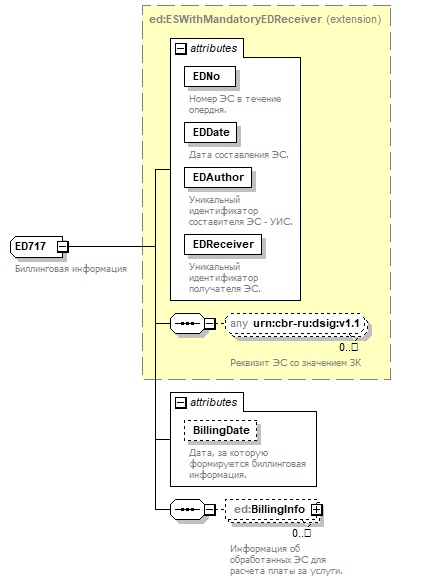 ed:ESWithMandatoryEDReceiver (extension)
attributes
EDNo
Номер ЭС в течение
опердня.
EDDate
Дата составления ЭС.
EDAuthor
Уникальный
идентификатор
составителя ЭС - УИС.
EDReceiver
Уникальный
идентификатор
получателя ЭС.
ED717
Биллинговая информация
any urn:cbr-ru:dsig:v1.1
0..□
Реквизит ЭС со значением ЗК
attributes
BillingDate
Дата, за которую
формируется биллинговая
информация.
ed:BillingInfo
0..□
Информация об
обработанных ЭС для
расчета платы за услуги.